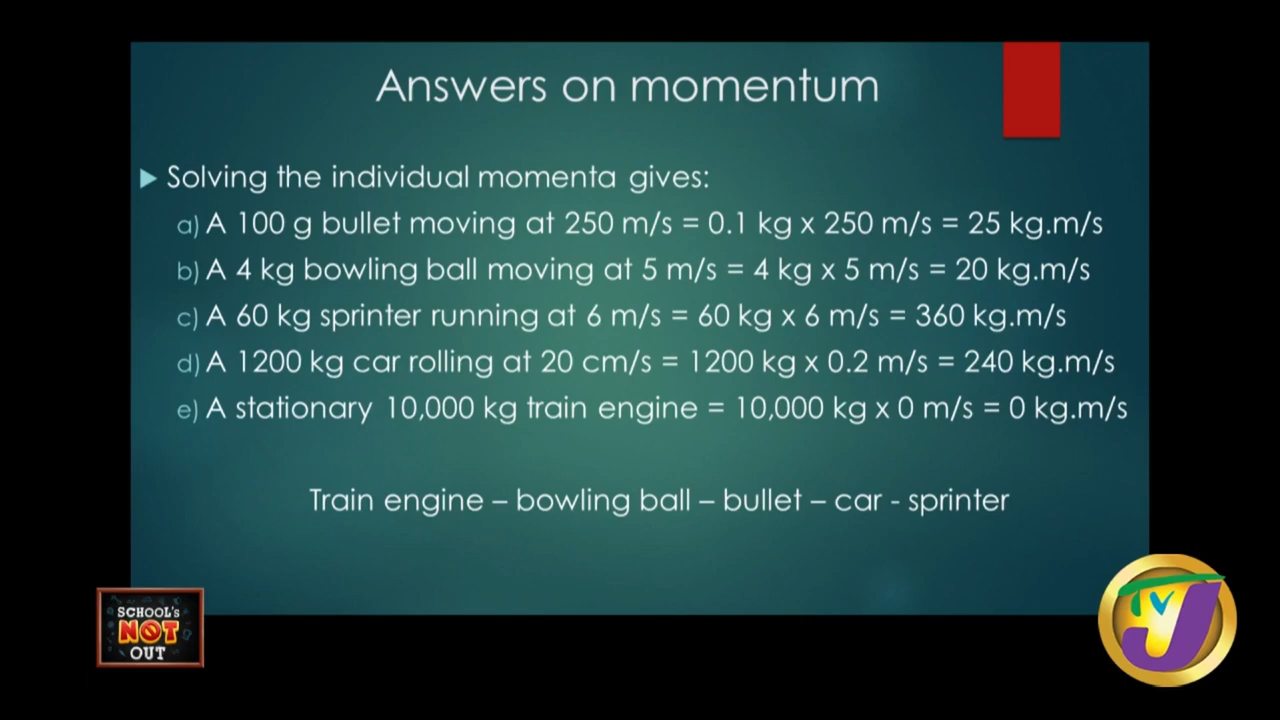 Answers on momentum
Solving the individual momenta gives:
a) A 100 g bullet moving at 250 m/s = 0.1 kg x 250 m/s = 25 kg.m/s
b) A 4 kg bowling ball moving at 5 m/s = 4 kg x 5 m/s = 20 kg.m/s
c) A 60 kg sprinter running at 6 m/s = 60 kg x 6 m/s = 360 kg.m/s
d) A 1200 kg car rolling at 20 cm/s = 1200 kg x 0.2 m/s = 240 kg.m/s
e) A stationary 10,000 kg train engine = 10,000 kg x 0 m/s = 0 kg.m/s
Train engine – bowling ball – bullet – car - sprinter
SCHOOL's
NOT
OUT
TVJ